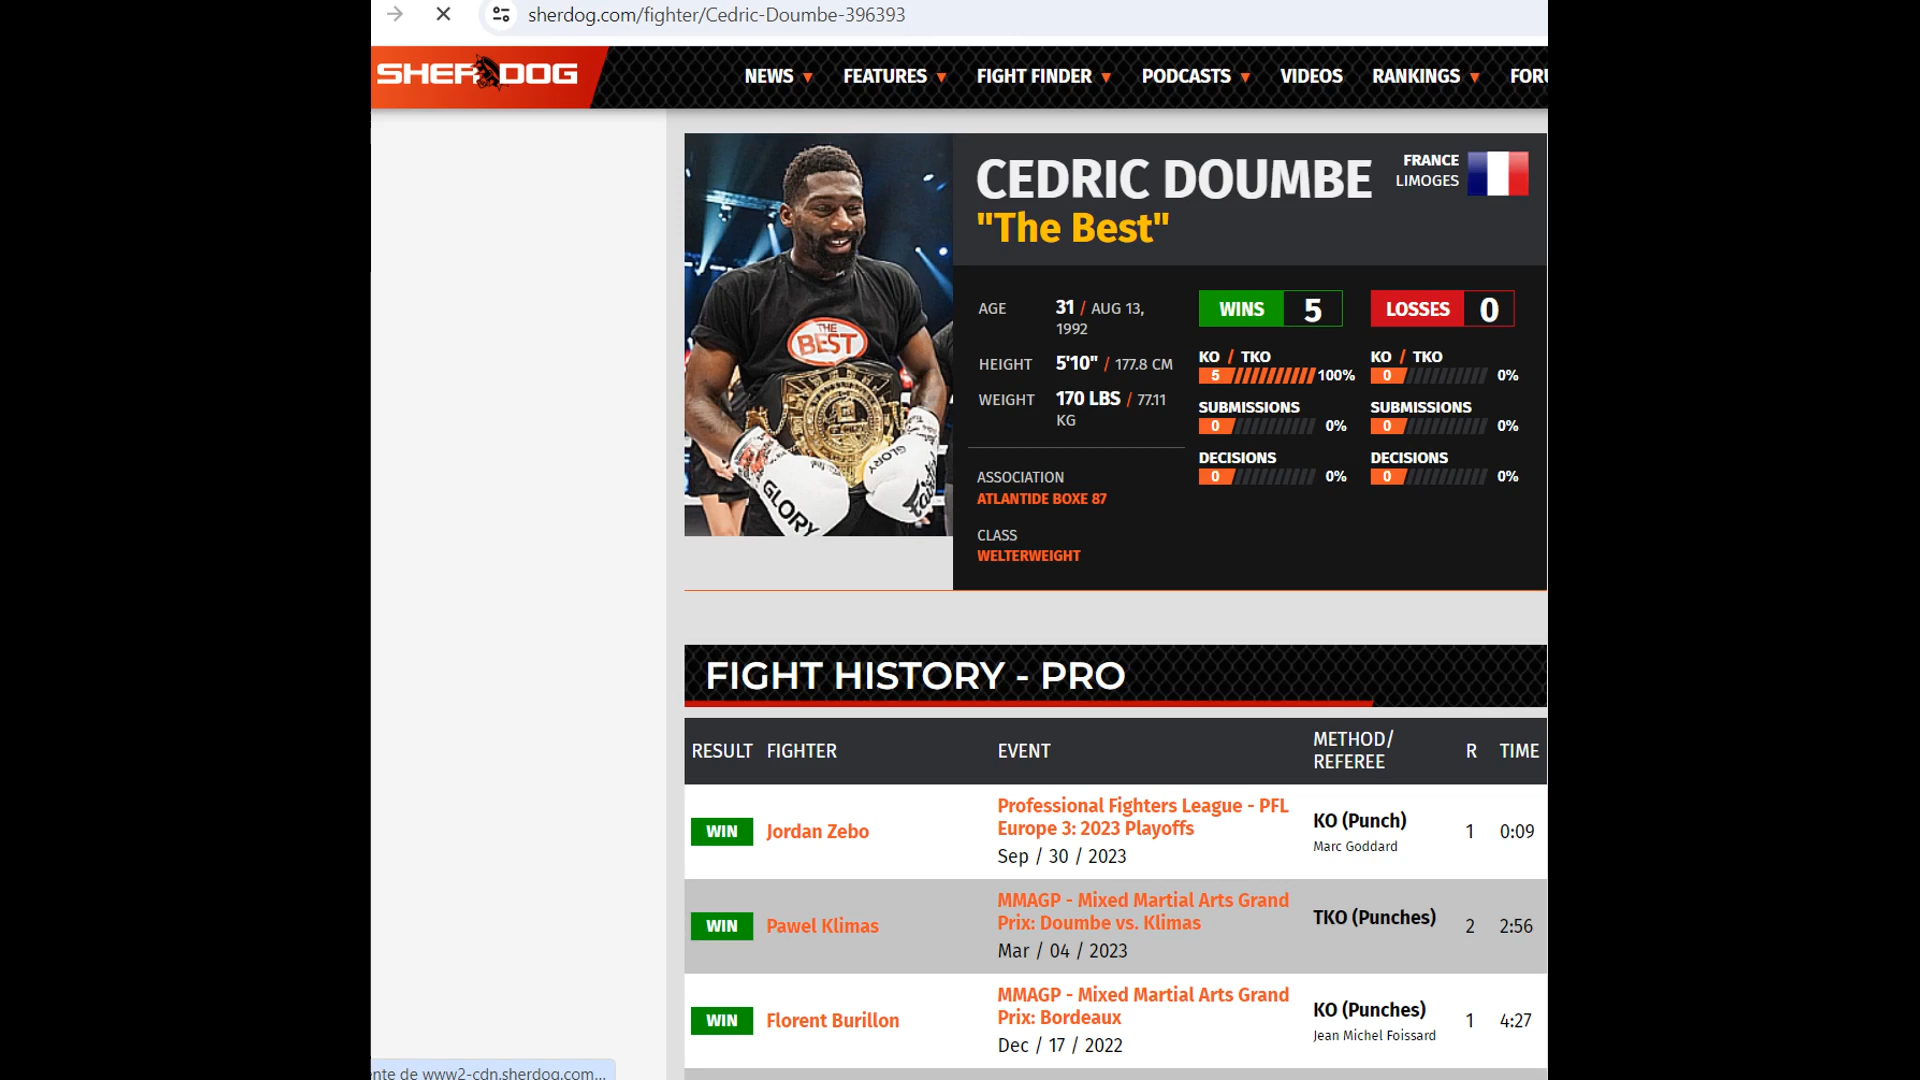 sherdog.com/fighter/Cedric-Doumbe-396393
SHERDOG
NEWS FEATURES FIGHT FINDER PODCASTS VIDEOS RANKINGS FORU
CEDRIC DOUMBE
"The Best"
FRANCE
LIMOGES
THE
BEST
GLORY
GLORY
AGE 31 / AUG 13,
1992
HEIGHT 5'10" / 177.8 CM
WEIGHT 170 LBS / 77.11
KG
ASSOCIATION
ATLANTIDE BOXE 87
CLASS
WELTERWEIGHT
WINS 5
KO / TKO
5 100%
SUBMISSIONS
0 0%
DECISIONS
0 0%
LOSSES 0
KO / TKO
0 0%
SUBMISSIONS
0 0%
DECISIONS
0 0%
FIGHT HISTORY - PRO
RESULT FIGHTER EVENT METHOD/
REFEREE R TIME
WIN Jordan Zebo
Professional Fighters League - PFL
Europe 3: 2023 Playoffs
Sep / 30 / 2023
KO (Punch)
Marc Goddard
1 0:09
WIN Pawel Klimas
MMAGP - Mixed Martial Arts Grand
Prix: Doumbe vs. Klimas
Mar / 04 / 2023
TKO (Punches)
2 2:56
WIN Florent Burillon
MMAGP - Mixed Martial Arts Grand
Prix: Bordeaux
Dec / 17 / 2022
KO (Punches)
Jean Michel Foissard
1 4:27
nte de www2-cdn.sherdog.com...